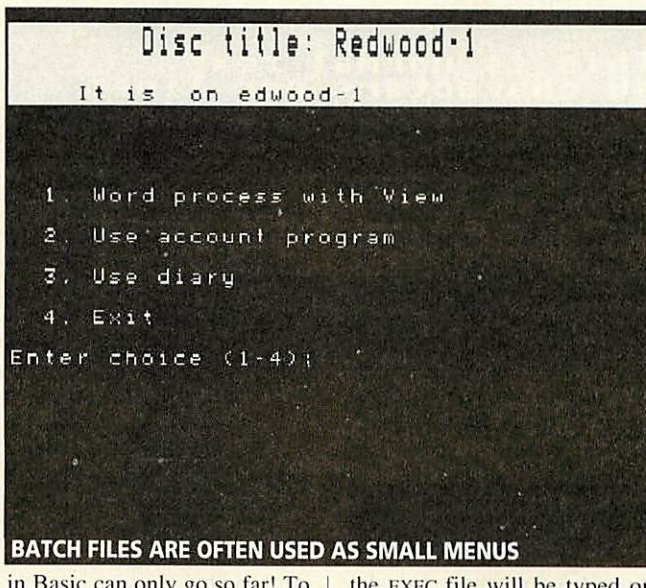 Disc title: Redwood-1
It is on edwood-1
1. Word process with View
2. Use account program
3. Use diary
4. Exit
Enter choice (1-4):
BATCH FILES ARE OFTEN USED AS SMALL MENUS
in Basic can only go so far! To
the EXEC file will be typed or